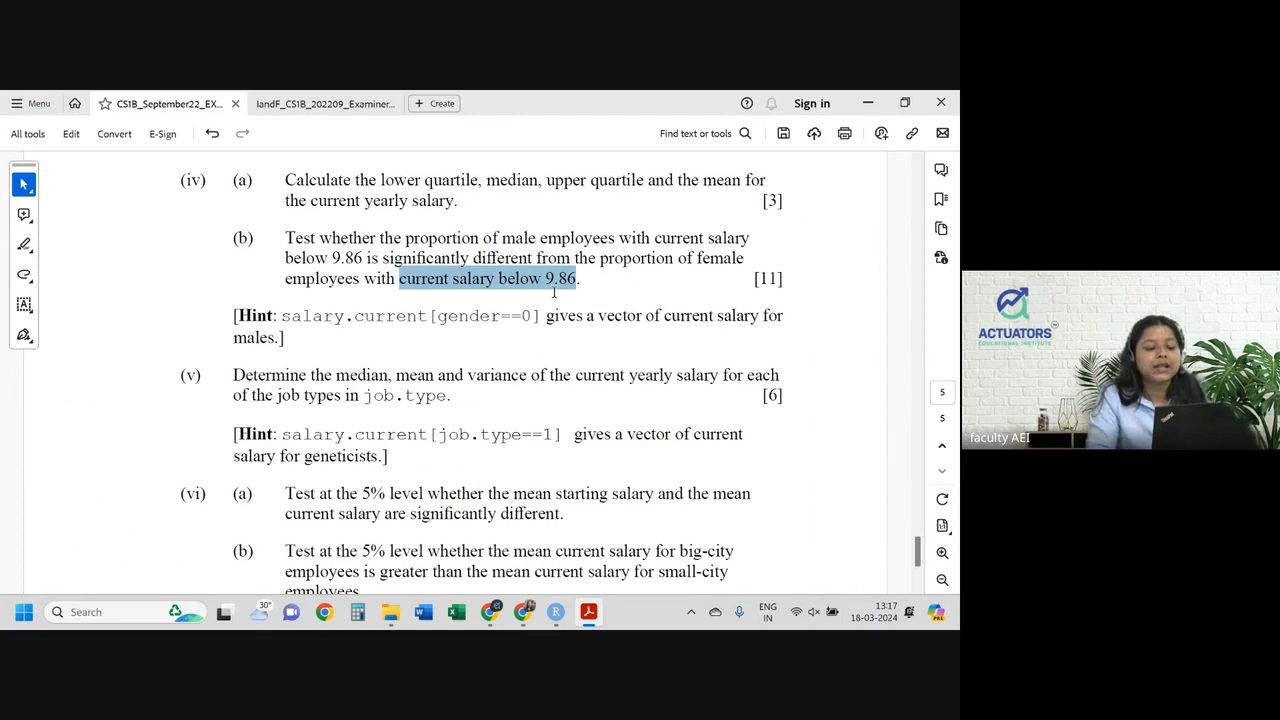 Menu
CS1B_September22_EX...
IandF_CS1B_202209_Examiner...
Create
Sign in
All tools
Edit
Convert
E-Sign
Find text or tools
(iv) (a) Calculate the lower quartile, median, upper quartile and the mean for
the current yearly salary. [3]
(b) Test whether the proportion of male employees with current salary
below 9.86 is significantly different from the proportion of female
employees with current salary below 9.86. [11]
[Hint: salary.current[gender==0] gives a vector of current salary for
males.]
(v) Determine the median, mean and variance of the current yearly salary for each
of the job types in job.type. [6]
[Hint: salary.current[job.type==1] gives a vector of current
salary for geneticists.]
(vi) (a) Test at the 5% level whether the mean starting salary and the mean
current salary are significantly different.
(b) Test at the 5% level whether the mean current salary for big-city
employees is greater than the mean current salary for small-city
employees.
5
5
ACTUATORS
EDUCATIONAL INSTITUTE
faculty AEI
Search
30°
ENG
IN
13:17
18-03-2024